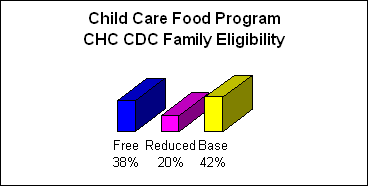 Child Care Food Program
CHC CDC Family Eligibility
Free Reduced Base
38% 20% 42%